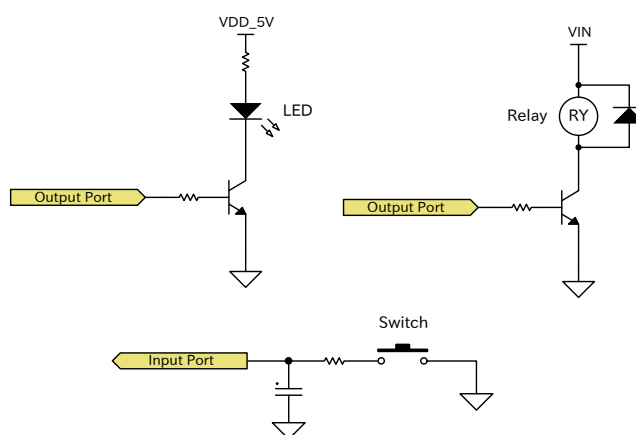 VDD_5V
LED
Output Port
VIN
Relay
RY
Output Port
Switch
Input Port